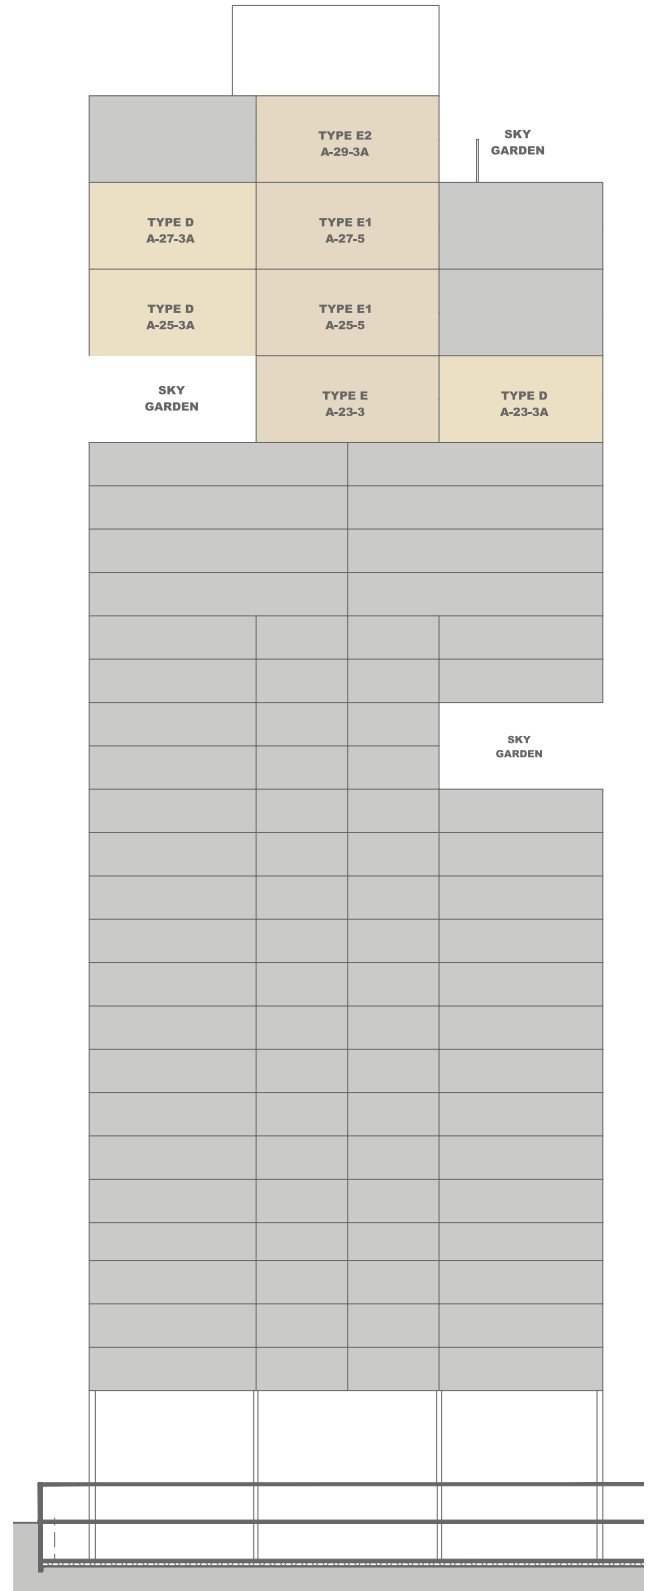 TYPE E2
A-29-3A
SKY
GARDEN
TYPE D
A-27-3A
TYPE E1
A-27-5
TYPE D
A-25-3A
TYPE E1
A-25-5
SKY
GARDEN
TYPE E
A-23-3
TYPE D
A-23-3A
SKY
GARDEN